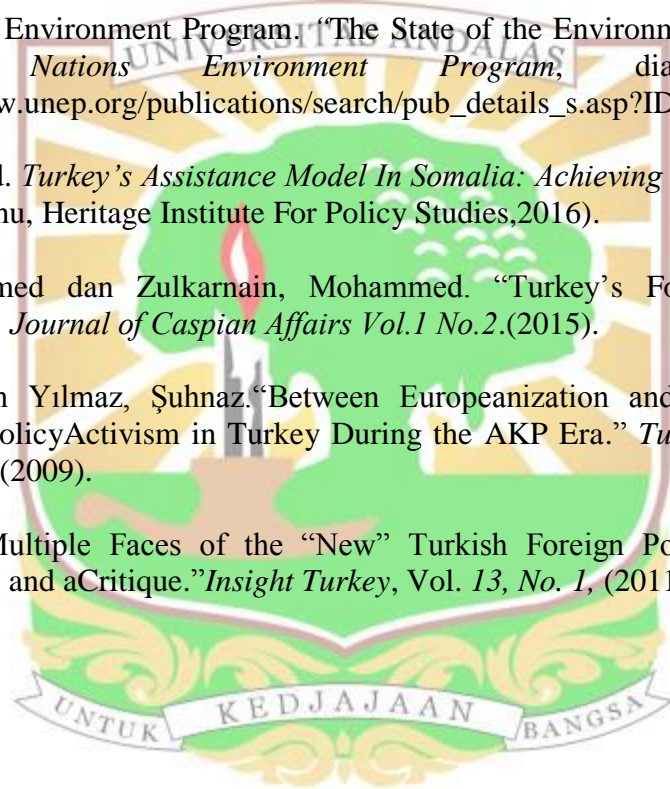 Environment Program. “The State of the Environm
UNIVERSITAS ANDALAS
Nations Environment Program, dia
w.unep.org/publications/search/pub_details_s.asp?ID
d. Turkey’s Assistance Model In Somalia: Achieving
hu, Heritage Institute For Policy Studies,2016).
med dan Zulkarnain, Mohammed. “Turkey’s Fo
Journal of Caspian Affairs Vol.1 No.2.(2015).
n Yılmaz, Şuhnaz.“Between Europeanization and
olicyActivism in Turkey During the AKP Era.” Tu
(2009).
Multiple Faces of the “New” Turkish Foreign Po
and aCritique.”Insight Turkey, Vol. 13, No. 1, (2011
UNTUK KEDJAJAAN BANGSA